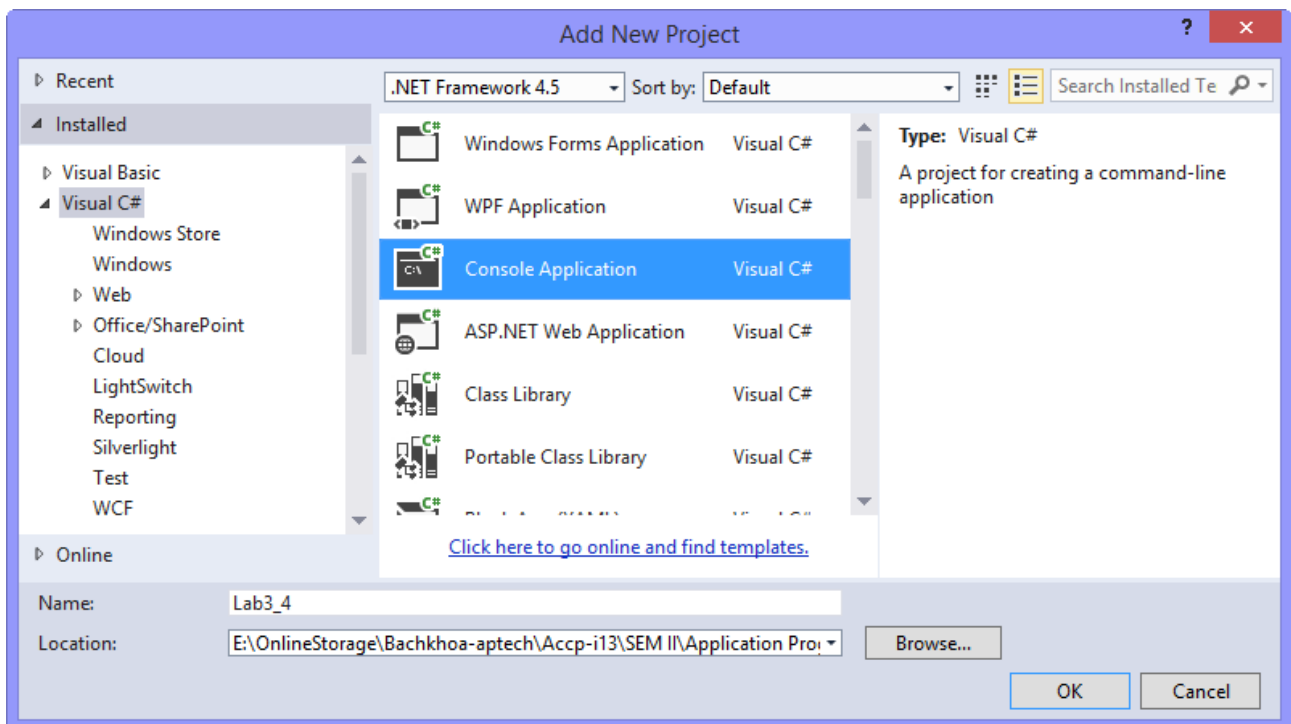 Add New Project
?
Recent
.NET Framework 4.5 Sort by: Default Search Installed Te
Installed
Visual Basic
Visual C#
Windows Store
Windows
Web
Office/SharePoint
Cloud
LightSwitch
Reporting
Silverlight
Test
WCF
Online
C# Windows Forms Application Visual C#
C# WPF Application Visual C#
C# C:\ Console Application Visual C#
C# ASP.NET Web Application Visual C#
C# Class Library Visual C#
C# Portable Class Library Visual C#
C#
Click here to go online and find templates.
Type: Visual C#
A project for creating a command-line
application
Name: Lab3_4
Location: E:\OnlineStorage\Bachkhoa-aptech\Accp-i13\SEM II\Application Browse...
OK Cancel